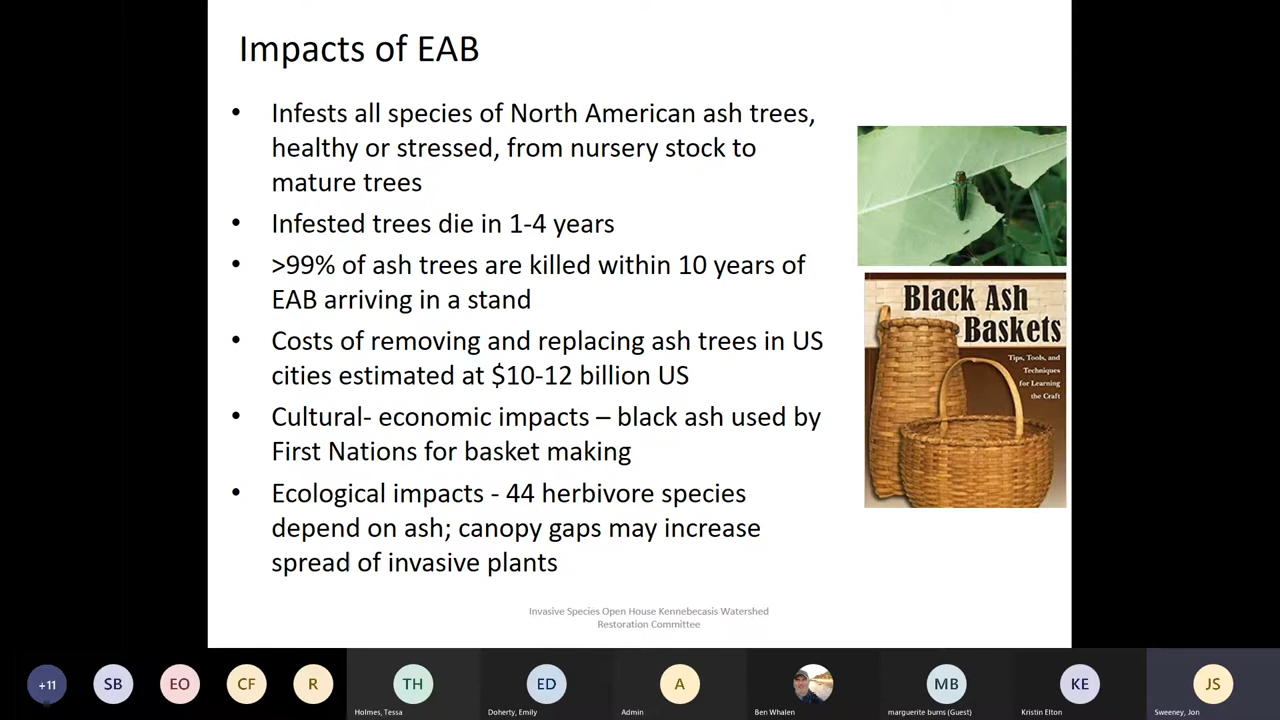 Impacts of EAB
• Infests all species of North American ash trees,
healthy or stressed, from nursery stock to
mature trees
• Infested trees die in 1-4 years
• >99% of ash trees are killed within 10 years of
EAB arriving in a stand
• Costs of removing and replacing ash trees in US
cities estimated at $10-12 billion US
• Cultural- economic impacts – black ash used by
First Nations for basket making
• Ecological impacts - 44 herbivore species
depend on ash; canopy gaps may increase
spread of invasive plants
Black Ash
Baskets
Tips, Tools, and
Techniques
for Learning
the Craft
Invasive Species Open House Kennebecasis Watershed
Restoration Committee
+11
SB
EO
CF
R
TH
Holmes, Tessa
ED
Doherty, Emily
A
Admin
Ben Whalen
MB
marguerite burns (Guest)
KE
Kristin Elton
JS
Sweeney, Jon